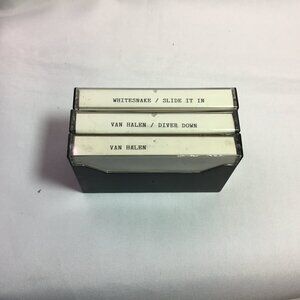 WHITESNAKE / SLIDE IT IN
VAN HALEN / DIVER DOWN
VAN HALEN